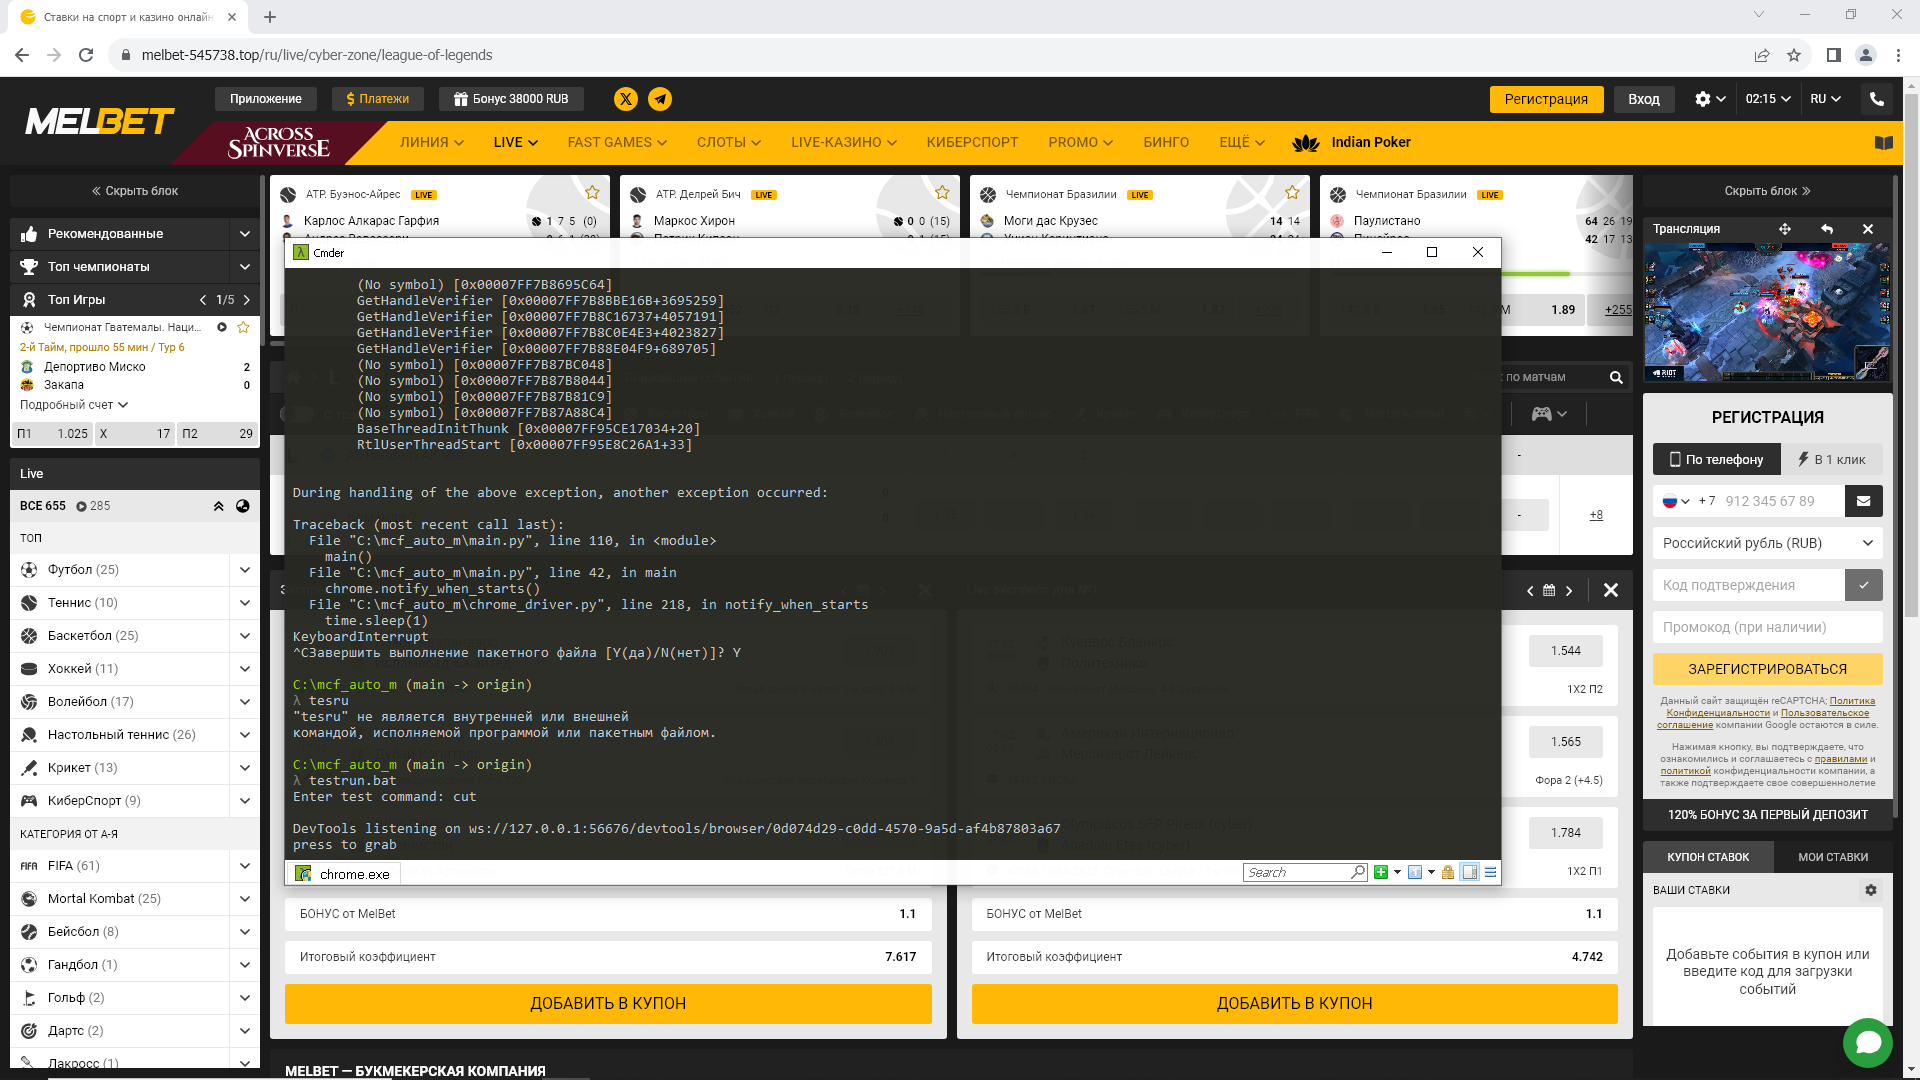 Ставки на спорт и казино онлайн
melbet-545738.top/ru/live/cyber-zone/league-of-legends
MELBET
Приложение
$ Платежи
Бонус 38000 RUB
Регистрация
Вход
02:15
RU
ACROSS
SPINVERSE
ЛИНИЯ
LIVE
FAST GAMES
СЛОТЫ
LIVE-КАЗИНО
КИБЕРСПОРТ
PROMO
БИНГО
ЕЩЁ
Indian Poker
Скрыть блок
Рекомендованные
Топ чемпионаты
Топ Игры
1/5
Чемпионат Гватемалы. Наци...
2-й Тайм, прошло 55 мин / Тур 6
Депортиво Миско 2
Закапа 0
Подробный счет
П1 1.025 X 17 П2 29
Live
ВСЕ 655 285
ТОП
Футбол (25)
Теннис (10)
Баскетбол (25)
Хоккей (11)
Волейбол (17)
Настольный теннис (26)
Крикет (13)
КиберСпорт (9)
КАТЕГОРИЯ ОТ А-Я
FIFA (61)
Mortal Kombat (25)
Бейсбол (8)
Гандбол (1)
Гольф (2)
Дартс (2)
Лакросс (1)
ATP. Буэнос-Айрес LIVE
Карлос Алкарас Гарфия 1 7 5 (0)
ATP. Делрей Бич LIVE
Маркос Хирон 0 0 (15)
Чемпионат Бразилии LIVE
Моги дас Крузес 14 14
Чемпионат Бразилии LIVE
Паулистано 64 26 19
42 17 13
1.89 +255
по матчам
-
- +8
Cmder
(No symbol) [0x00007FF7B8695C64]
GetHandleVerifier [0x00007FF7B8BBE16B+3695259]
GetHandleVerifier [0x00007FF7B8C16737+4057191]
GetHandleVerifier [0x00007FF7B8C0E4E3+4023827]
GetHandleVerifier [0x00007FF7B88E04F9+689705]
(No symbol) [0x00007FF7B87BC048]
(No symbol) [0x00007FF7B87B8044]
(No symbol) [0x00007FF7B87B81C9]
(No symbol) [0x00007FF7B87A88C4]
BaseThreadInitThunk [0x00007FF95CE17034+20]
RtlUserThreadStart [0x00007FF95E8C26A1+33]
During handling of the above exception, another exception occurred:
Traceback (most recent call last):
File "C:\mcf_auto_m\main.py", line 110, in <module>
main()
File "C:\mcf_auto_m\main.py", line 42, in main
chrome.notify_when_starts()
File "C:\mcf_auto_m\chrome_driver.py", line 218, in notify_when_starts
time.sleep(1)
KeyboardInterrupt
^CЗавершить выполнение пакетного файла [Y(да)/N(нет)]? Y
C:\mcf_auto_m (main -> origin)
λ tesru
"tesru" не является внутренней или внешней
командой, исполняемой программой или пакетным файлом.
C:\mcf_auto_m (main -> origin)
λ testrun.bat
Enter test command: cut
DevTools listening on ws://127.0.0.1:56676/devtools/browser/0d074d29-c0dd-4570-9a5d-af4b87803a67
press to grab
chrome.exe
Search
1.544
1X2 П2
1.565
Фора 2 (+4.5)
1.784
1X2 П1
БОНУС от MelBet 1.1
Итоговый коэффициент 7.617
ДОБАВИТЬ В КУПОН
БОНУС от MelBet 1.1
Итоговый коэффициент 4.742
ДОБАВИТЬ В КУПОН
MELBET — БУКМЕКЕРСКАЯ КОМПАНИЯ
Скрыть блок
Трансляция
RIOT
РЕГИСТРАЦИЯ
По телефону
В 1 клик
+ 7 912 345 67 89
Российский рубль (RUB)
Код подтверждения
Промокод (при наличии)
ЗАРЕГИСТРИРОВАТЬСЯ
Данный сайт защищён reCAPTCHA; Политика
Конфиденциальности и Пользовательское
соглашение компании Google остаются в силе.
Нажимая кнопку, вы подтверждаете, что
ознакомились и соглашаетесь с правилами и
политикой конфиденциальности компании, а
также подтверждаете свое совершеннолетие
120% БОНУС ЗА ПЕРВЫЙ ДЕПОЗИТ
КУПОН СТАВОК
МОИ СТАВКИ
ВАШИ СТАВКИ
Добавьте события в купон или
введите код для загрузки
событий